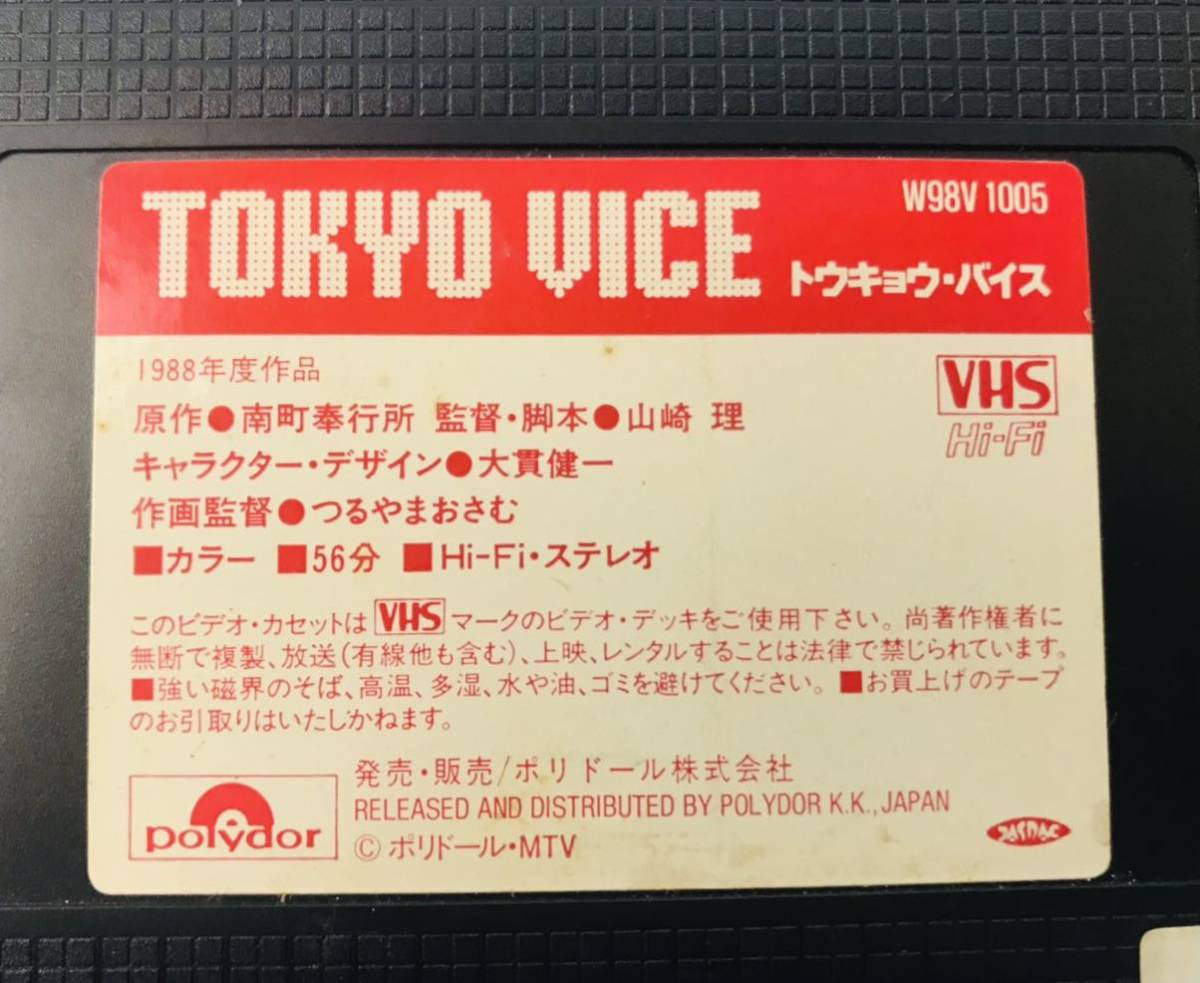 TOKYO VICE
W98V 1005
トウキョウ・バイス
1988年度作品
原作●南町奉行所 監督・脚本●山崎 理
キャラクター・デザイン●大貫健一
作画監督●つるやまおさむ
■カラー ■56分 ■Hi-Fi・ステレオ
VHS
Hi-Fi
このビデオ・カセットは VHS マークのビデオ・デッキをご使用下さい。尚著作権者に
無断で複製、放送(有線他も含む)、上映、レンタルすることは法律で禁じられています。
■強い磁界のそば、高温、多湿、水や油、ゴミを避けてください。■お買上げのテープ
のお引取りはいたしかねます。
polydor
発売・販売/ポリドール株式会社
RELEASED AND DISTRIBUTED BY POLYDOR K.K., JAPAN
© ポリドール・MTV
JASRAC